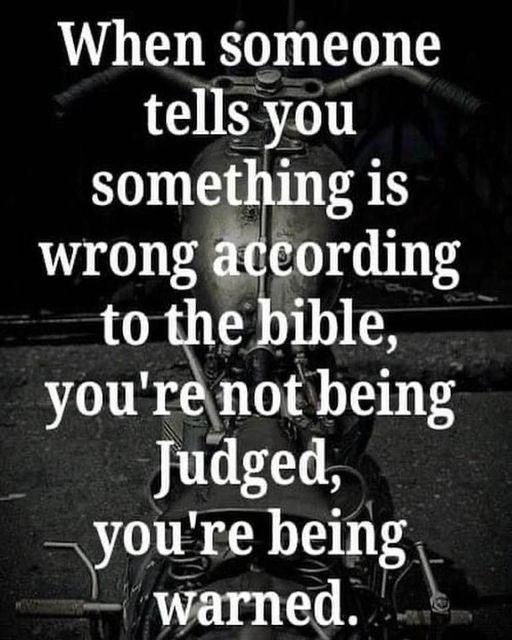 When someone
tells you
something is
wrong according
to the bible,
you're not being
Judged,
you're being
warned.